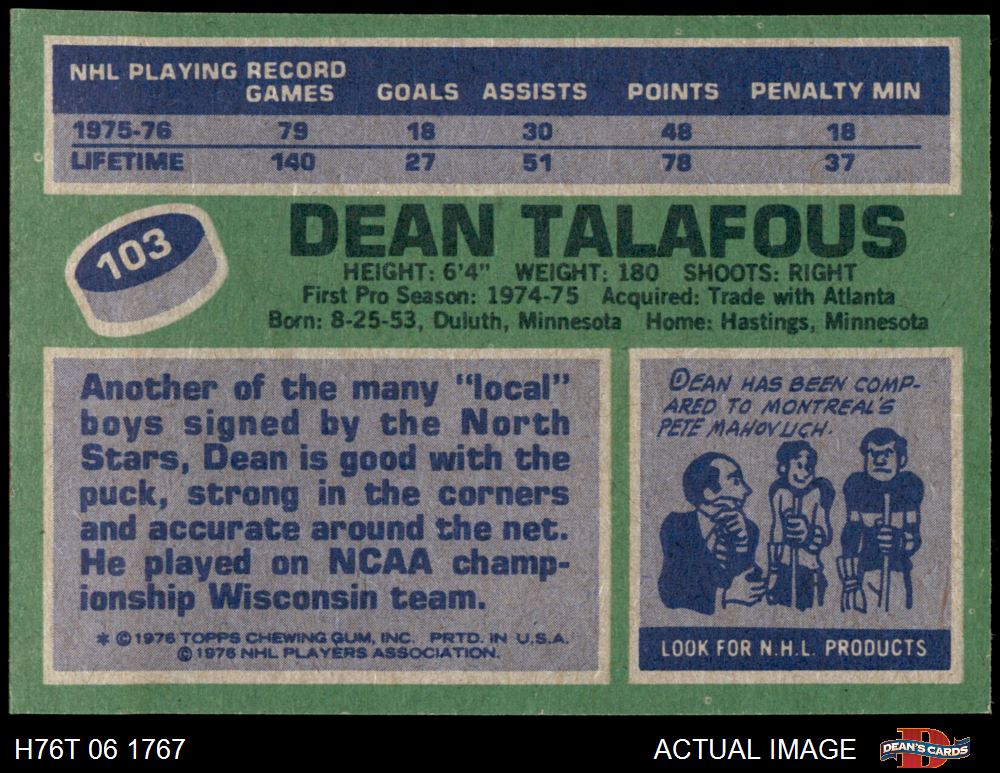 NHL PLAYING RECORD
GAMES GOALS ASSISTS POINTS PENALTY MIN
1975-76 79 18 30 48 18
LIFETIME 140 27 51 78 37
103
DEAN TALAFOUS
HEIGHT: 6'4" WEIGHT: 180 SHOOTS: RIGHT
First Pro Season: 1974-75 Acquired: Trade with Atlanta
Born: 8-25-53, Duluth, Minnesota Home: Hastings, Minnesota
Another of the many "local"
boys signed by the North
Stars, Dean is good with the
puck, strong in the corners
and accurate around the net.
He played on NCAA champ-
ionship Wisconsin team.
* © 1976 TOPPS CHEWING GUM, INC. PRTD. IN U.S.A.
© 1976 NHL PLAYERS ASSOCIATION.
DEAN HAS BEEN COMP-
ARED TO MONTREAL'S
PETE MAHOVLICH.
LOOK FOR N.H.L. PRODUCTS
H76T 06 1767
ACTUAL IMAGE
D
DEAN'S CARDS